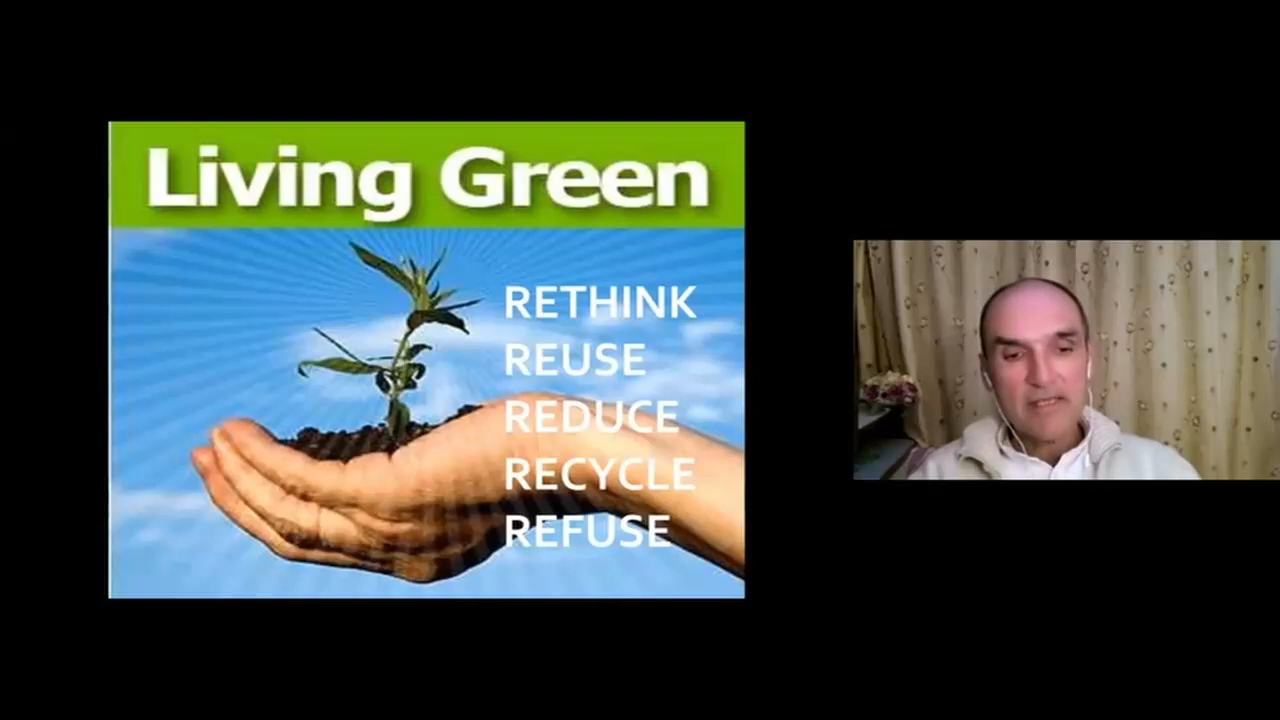 Living Green
RETHINK
REUSE
REDUCE
RECYCLE
REFUSE